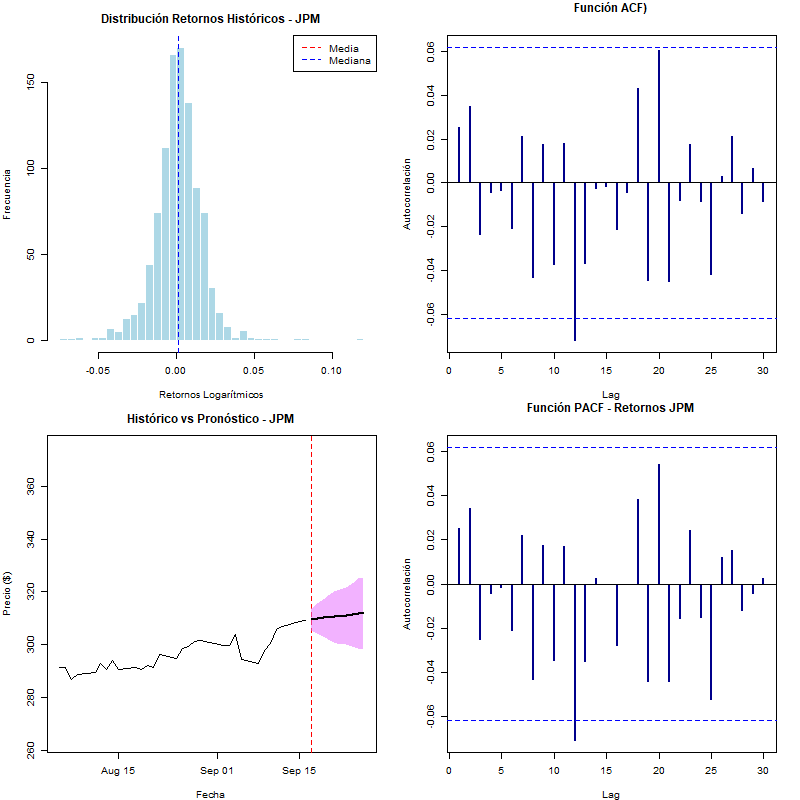 Distribución Retornos Históricos - JPM
Frecuencia
0
50
100
150
-0.05
0.00
0.05
0.10
Retornos Logarítmicos
Media
Mediana
Función ACF)
Autocorrelación
-0.06
-0.04
-0.02
0.00
0.02
0.04
0.06
0
5
10
15
20
25
30
Lag
Histórico vs Pronóstico - JPM
Precio ($)
260
280
300
320
340
360
Aug 15
Sep 01
Sep 15
Fecha
Función PACF - Retornos JPM
Autocorrelación
-0.06
-0.04
-0.02
0.00
0.02
0.04
0.06
0
5
10
15
20
25
30
Lag